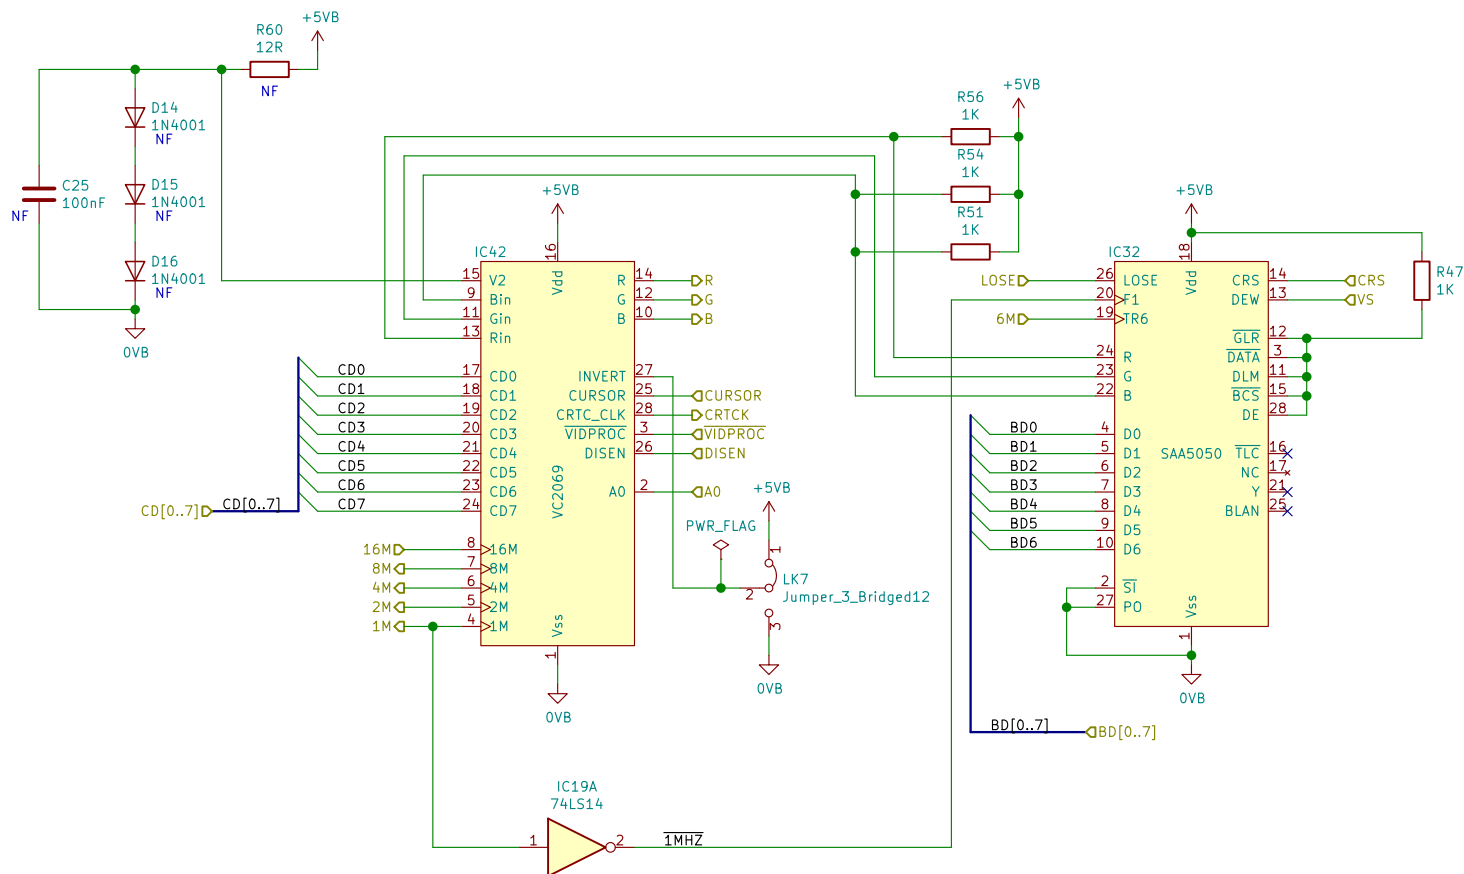 +5VB
R60
12R
NF
D14
1N4001
NF
D15
1N4001
NF
D16
1N4001
NF
C25
100nF
NF
0VB
+5VB
R56
1K
R54
1K
R51
1K
+5VB
IC42
16
Vdd
15 V2
9 Bin
11 Gin
13 Rin
CD0 17 CD0
CD1 18 CD1
CD2 19 CD2
CD3 20 CD3
CD4 21 CD4
CD5 22 CD5
CD6 23 CD6
CD7 24 CD7
CD[0..7] CD[0..7]
16M 8 16M
8M 7 8M
4M 6 4M
2M 5 2M
1M 4 1M
R 14 R
G 12 G
B 10 B
INVERT 27
CURSOR 25 CURSOR
CRTC_CLK 28 CRTCK
VIDPROC 3 VIDPROC
DISEN 26 DISEN
A0 2 A0
VC2069
Vss
1
0VB
+5VB
PWR_FLAG
1
2
3
LK7
Jumper_3_Bridged12
0VB
+5VB
IC32
18
Vdd
LOSE 26 LOSE
20 F1
6M 19 TR6
24 R
23 G
22 B
BD0 4 D0
BD1 5 D1
BD2 6 D2
BD3 7 D3
BD4 8 D4
BD5 9 D5
BD6 10 D6
2 SI
27 PO
SAA5050
CRS 14 CRS
DEW 13 VS
GLR 12
DATA 3
DLM 11
BCS 15
DE 28
TLC 16
NC 17
Y 21
BLAN 25
R47
1K
Vss
1
0VB
BD[0..7] BD[0..7]
IC19A
74LS14
1 2
1MHZ